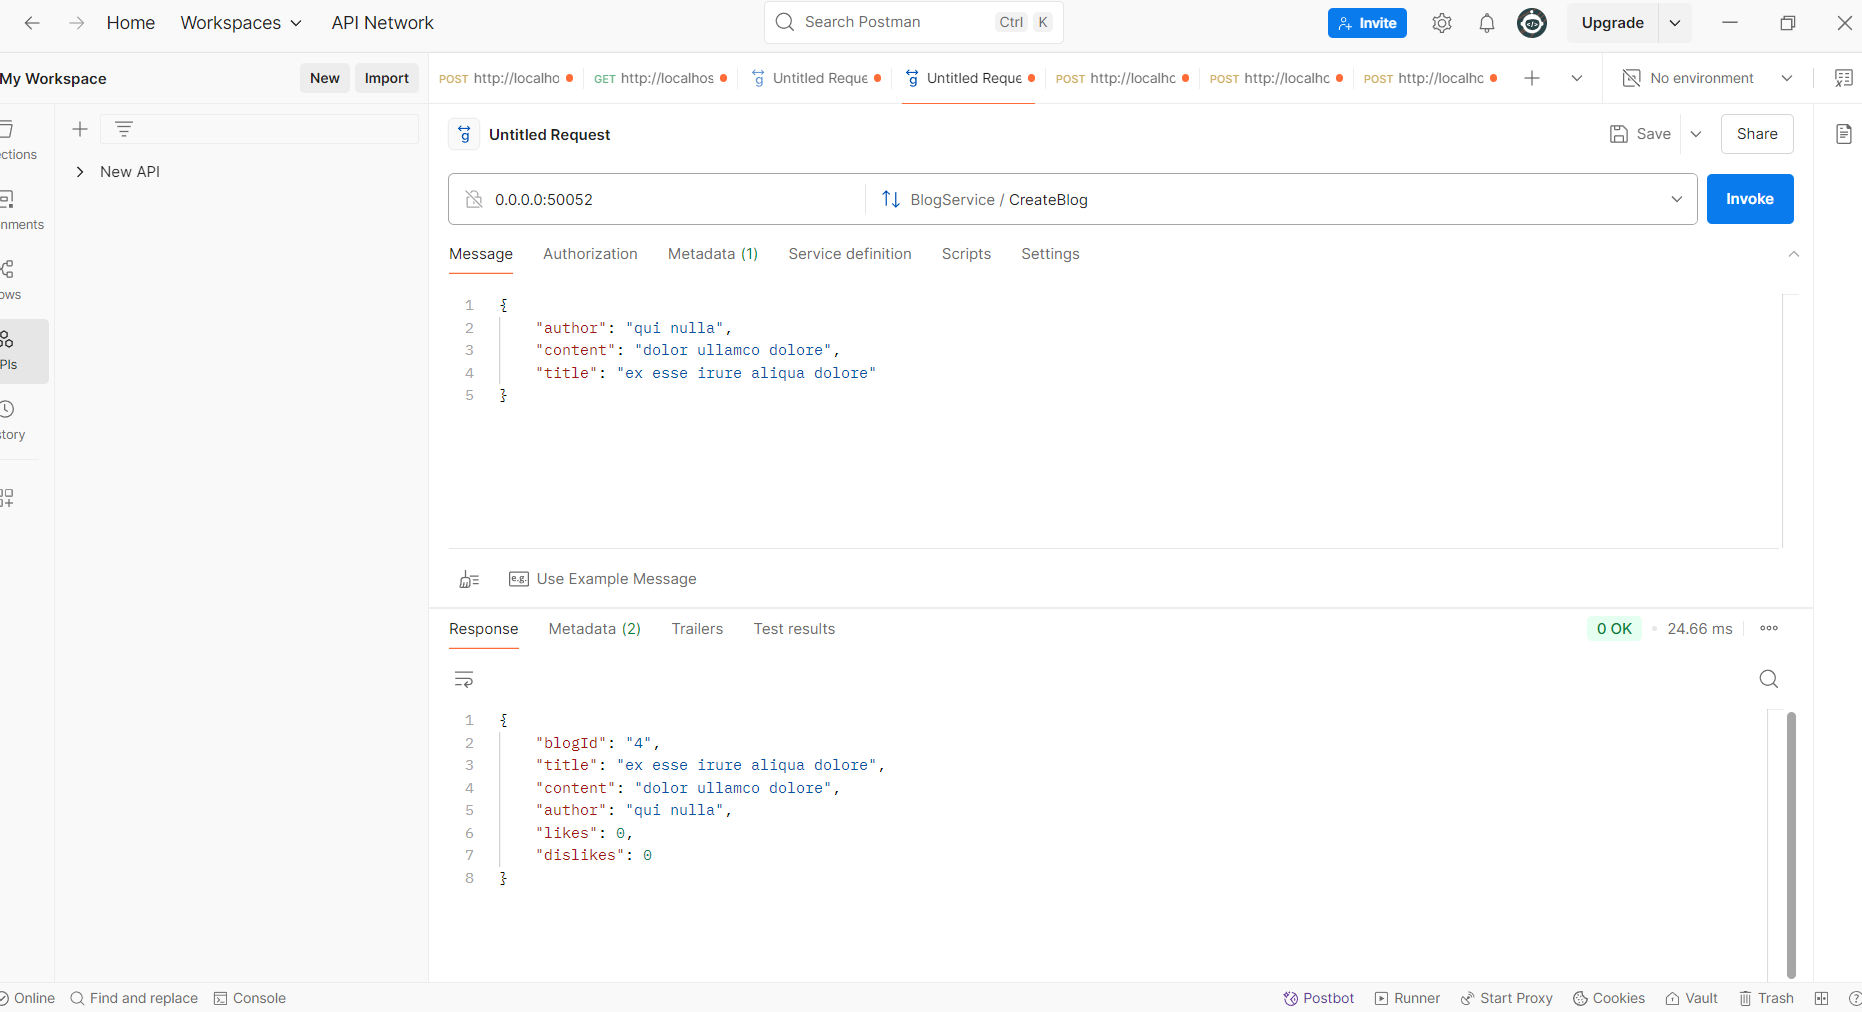 Home Workspaces API Network Search Postman Ctrl K Invite Upgrade
My Workspace New Import POST http://localho GET http://localhos Untitled Reque Untitled Reque POST http://localhc POST http://localhc POST http://localhc No environment
Untitled Request Save Share
ctions
New API
0.0.0.0:50052 BlogService / CreateBlog Invoke
nments
Message Authorization Metadata (1) Service definition Scripts Settings
ows
PIs
story
1 {
2 "author": "qui nulla",
3 "content": "dolor ullamco dolore",
4 "title": "ex esse irure aliqua dolore"
5 }
e.g. Use Example Message
Response Metadata (2) Trailers Test results 0 OK 24.66 ms
1 {
2 "blogId": "4",
3 "title": "ex esse irure aliqua dolore",
4 "content": "dolor ullamco dolore",
5 "author": "qui nulla",
6 "likes": 0,
7 "dislikes": 0
8 }
Online Find and replace Console Postbot Runner Start Proxy Cookies Vault Trash